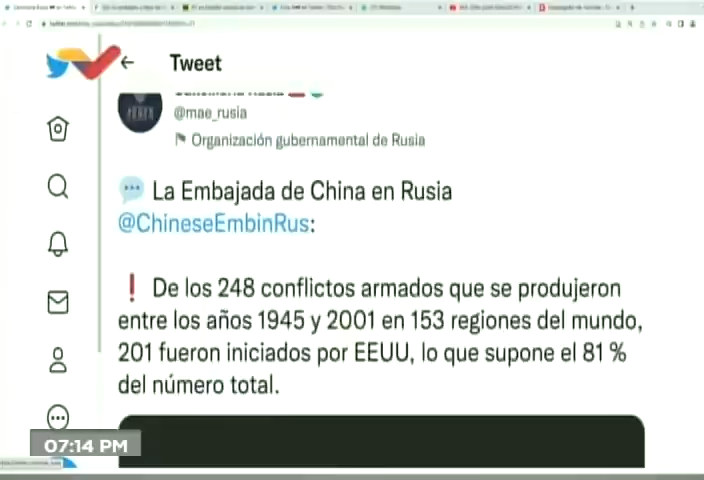 Tweet
@mae_rusia
Organización gubernamental de Rusia
La Embajada de China en Rusia
@ChineseEmbinRus:
De los 248 conflictos armados que se produjeron
entre los años 1945 y 2001 en 153 regiones del mundo,
201 fueron iniciados por EEUU, lo que supone el 81 %
del número total.
07:14 PM